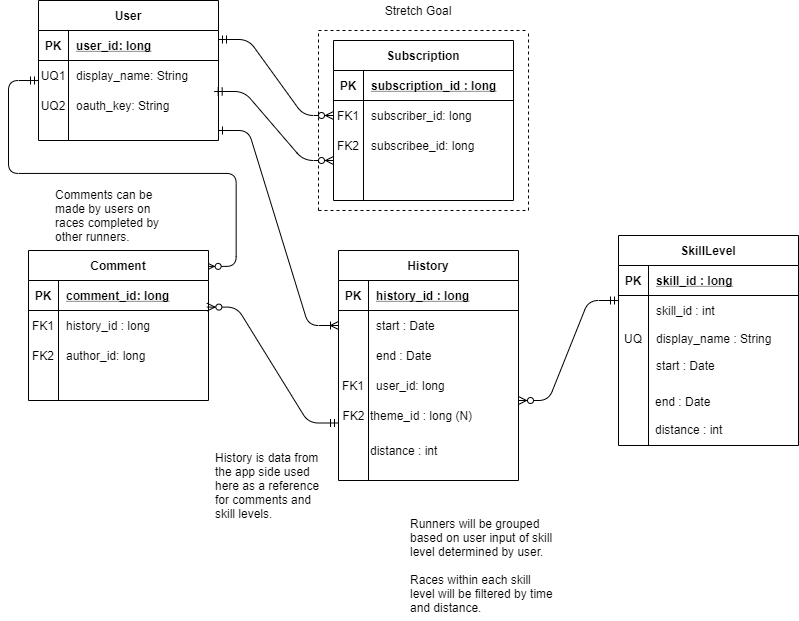 User
PK user_id: long
UQ1 display_name: String
UQ2 oauth_key: String
Stretch Goal
Subscription
PK subscription_id : long
FK1 subscriber_id: long
FK2 subscribee_id: long
Comments can be
made by users on
races completed by
other runners.
Comment
PK comment_id: long
FK1 history_id : long
FK2 author_id: long
History
PK history_id : long
start : Date
end : Date
FK1 user_id: long
FK2 theme_id : long (N)
distance : int
SkillLevel
PK skill_id : long
skill_id : int
UQ display_name : String
start : Date
end : Date
distance : int
History is data from
the app side used
here as a reference
for comments and
skill levels.
Runners will be grouped
based on user input of skill
level determined by user.
Races within each skill
level will be filtered by time
and distance.